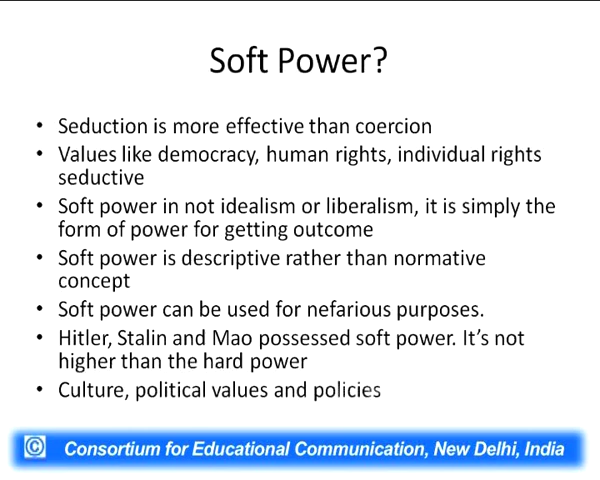 Soft Power?
• Seduction is more effective than coercion
• Values like democracy, human rights, individual rights
seductive
• Soft power in not idealism or liberalism, it is simply the
form of power for getting outcome
• Soft power is descriptive rather than normative
concept
• Soft power can be used for nefarious purposes.
• Hitler, Stalin and Mao possessed soft power. It's not
higher than the hard power
• Culture, political values and policies
© Consortium for Educational Communication, New Delhi, India